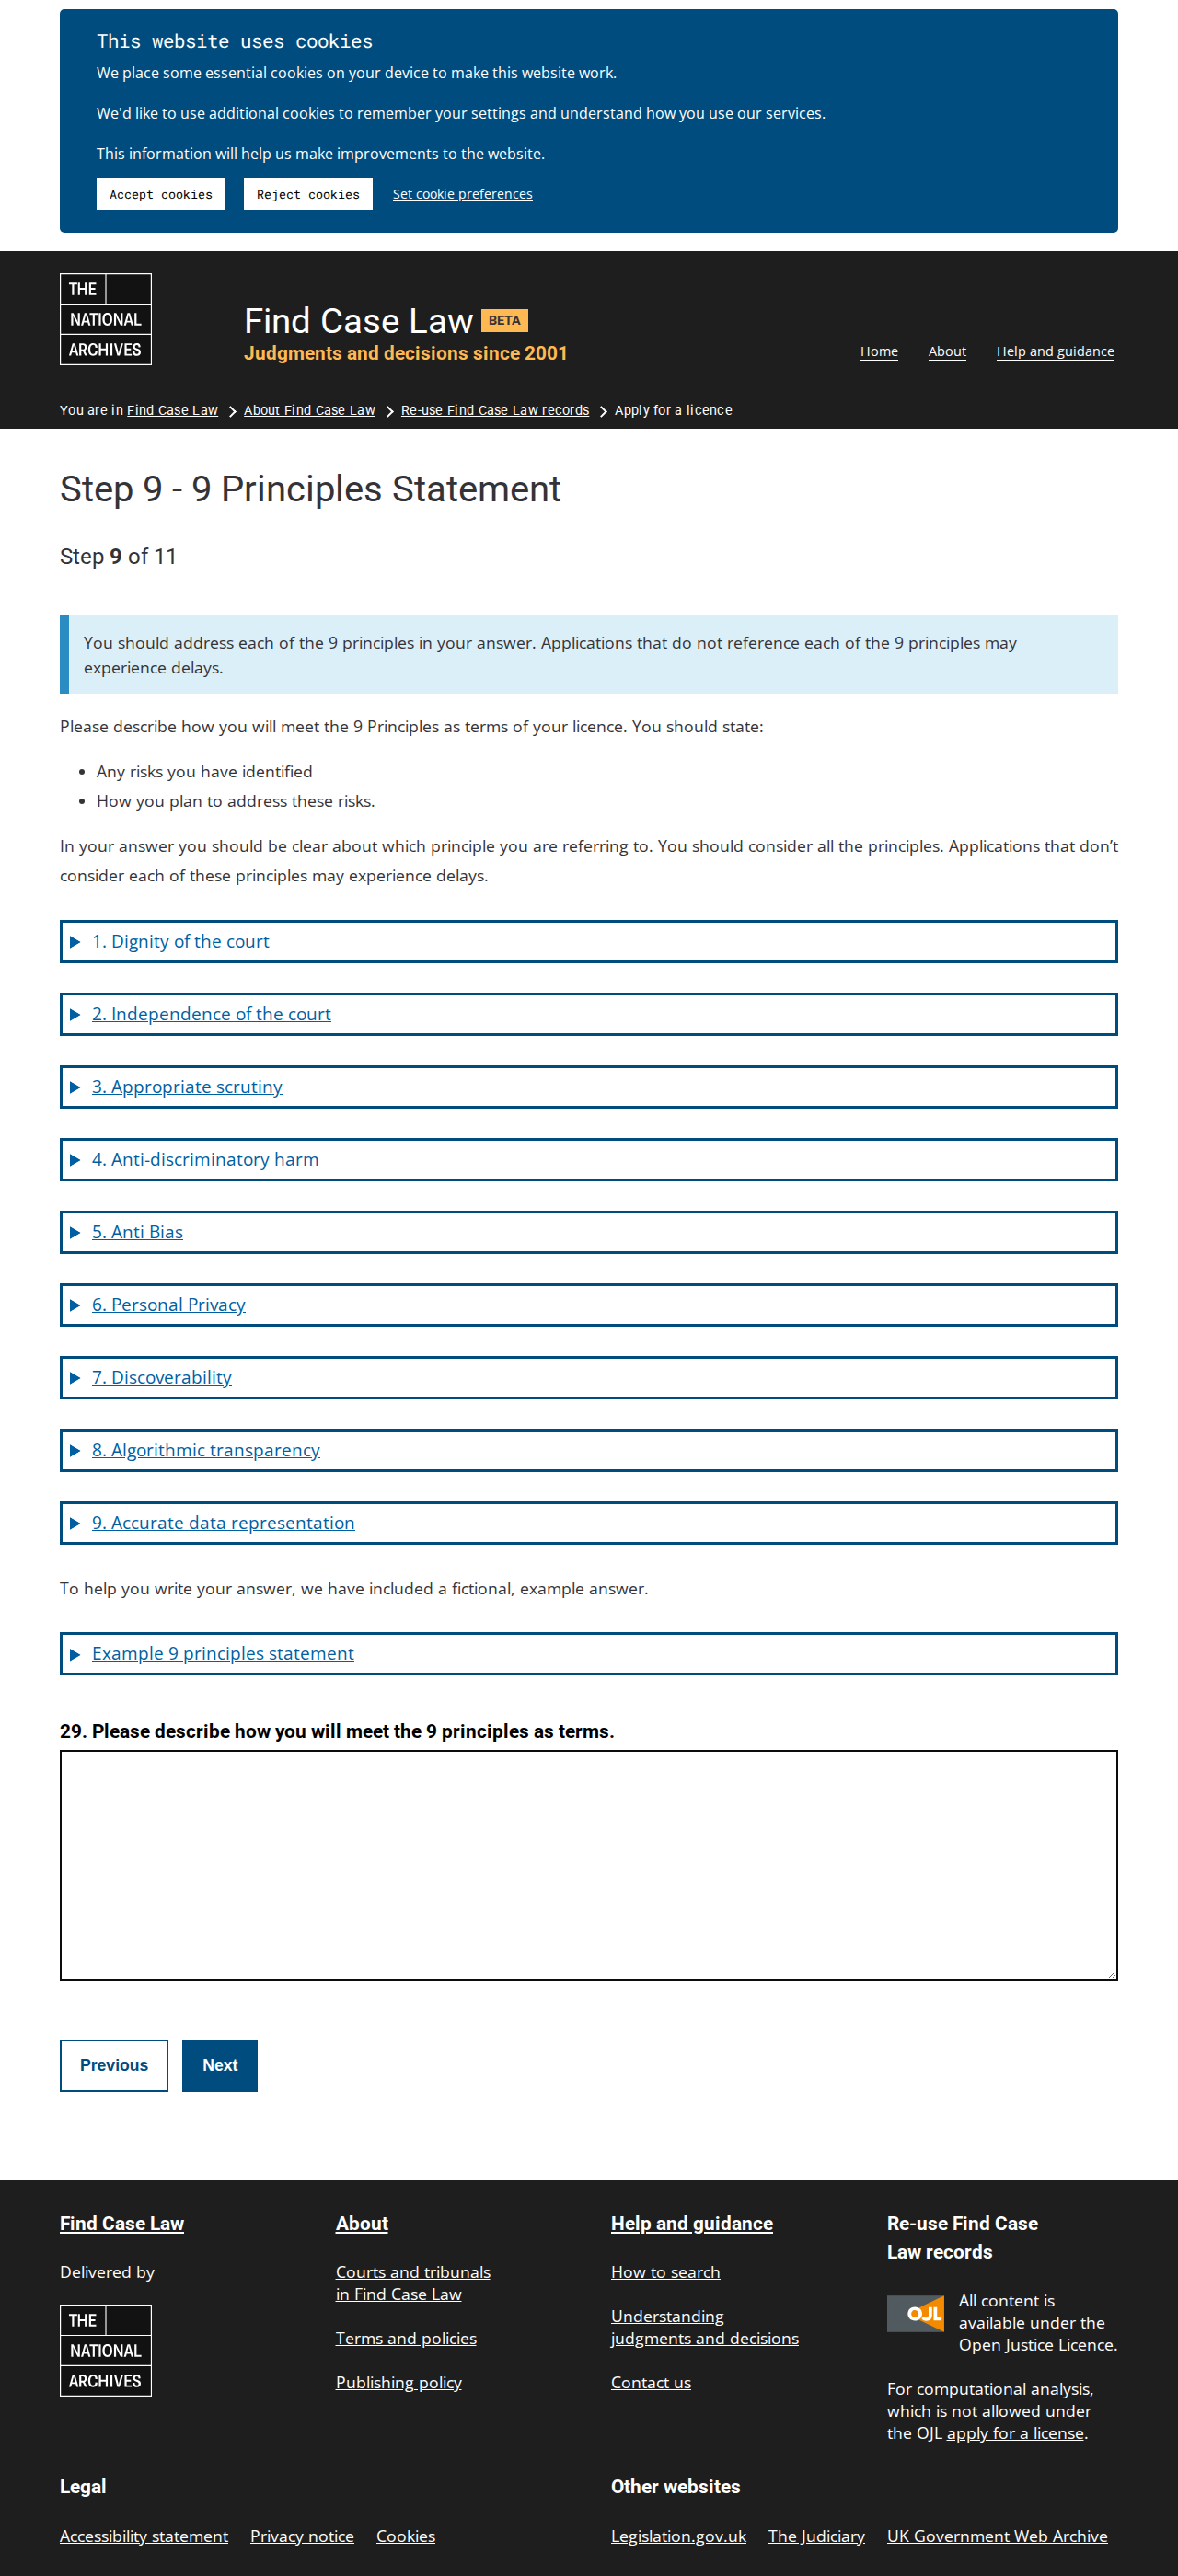 This website uses cookies
We place some essential cookies on your device to make this website work.
We'd like to use additional cookies to remember your settings and understand how you use our services.
This information will help us make improvements to the website.
Accept cookies Reject cookies Set cookie preferences
THE
NATIONAL
ARCHIVES
Find Case Law BETA
Judgments and decisions since 2001
Home About Help and guidance
You are in Find Case Law About Find Case Law Re-use Find Case Law records Apply for a licence
Step 9 - 9 Principles Statement
Step 9 of 11
You should address each of the 9 principles in your answer. Applications that do not reference each of the 9 principles may
experience delays.
Please describe how you will meet the 9 Principles as terms of your licence. You should state:
Any risks you have identified
How you plan to address these risks.
In your answer you should be clear about which principle you are referring to. You should consider all the principles. Applications that don’t
consider each of these principles may experience delays.
1. Dignity of the court
2. Independence of the court
3. Appropriate scrutiny
4. Anti-discriminatory harm
5. Anti Bias
6. Personal Privacy
7. Discoverability
8. Algorithmic transparency
9. Accurate data representation
To help you write your answer, we have included a fictional, example answer.
Example 9 principles statement
29. Please describe how you will meet the 9 principles as terms.
Previous Next
Find Case Law
Delivered by
THE
NATIONAL
ARCHIVES
About
Courts and tribunals
in Find Case Law
Terms and policies
Publishing policy
Help and guidance
How to search
Understanding
judgments and decisions
Contact us
Re-use Find Case
Law records
OJL
All content is
available under the
Open Justice Licence.
For computational analysis,
which is not allowed under
the OJL apply for a license.
Legal
Accessibility statement Privacy notice Cookies
Other websites
Legislation.gov.uk The Judiciary UK Government Web Archive